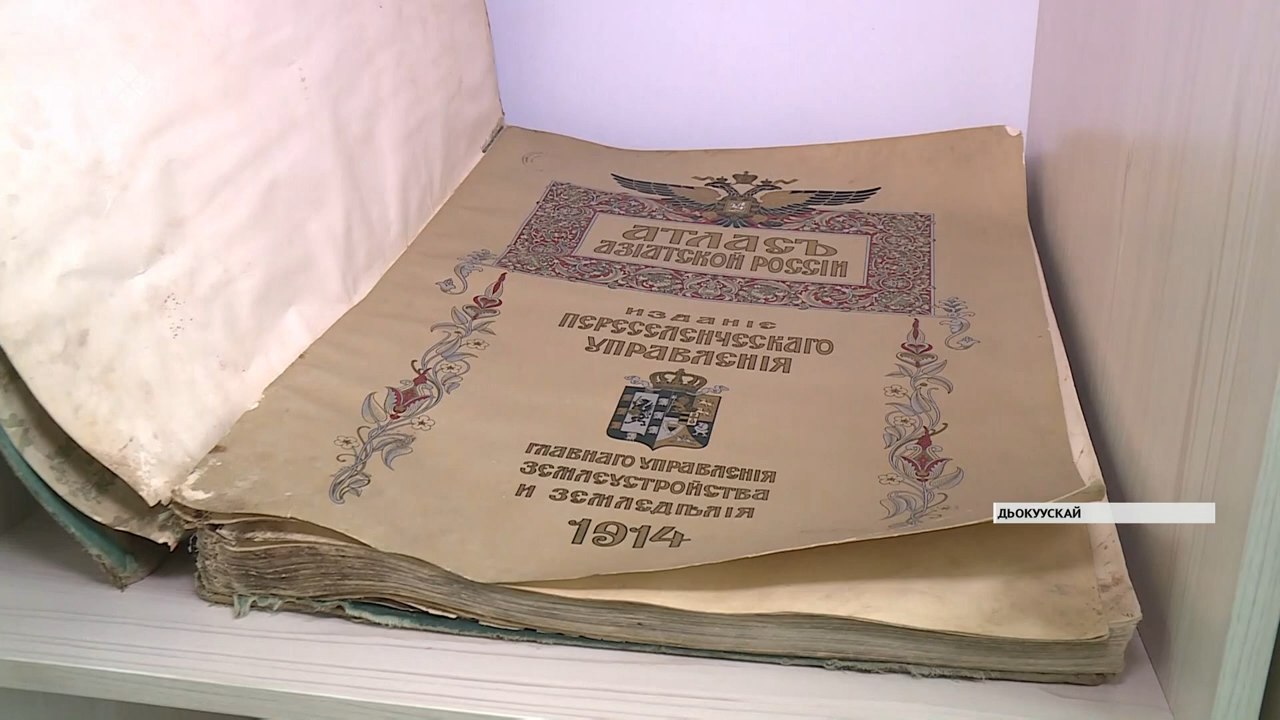 АТЛАСЪ
АЗІАТСКОЙ РОССІИ
ИЗДАНІЕ
ПЕРЕСЕЛЕНЧЕСКАГО
УПРАВЛЕНІЯ
ГЛАВНАГО УПРАВЛЕНІЯ
ЗЕМЛЕУСТРОЙСТВА
И ЗЕМЛЕДѢЛІЯ
1914
ДЬОКУУСКАЙ